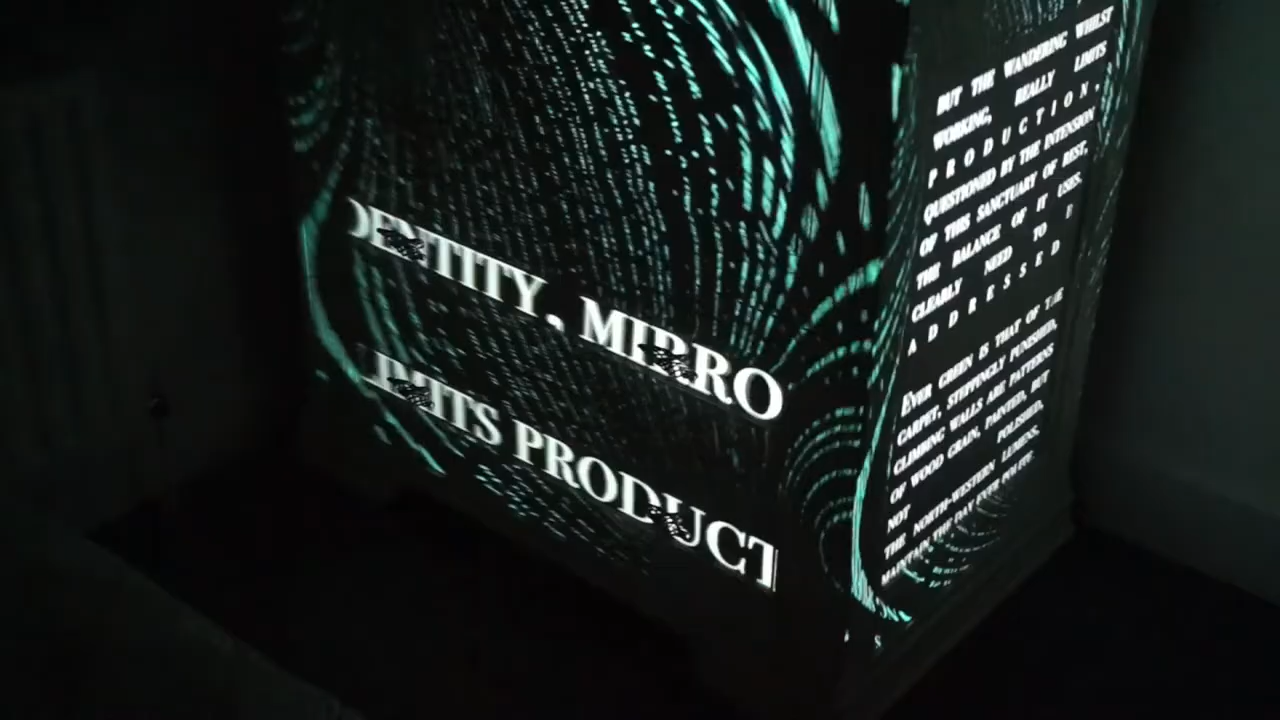 DENTITY, MIRRO
LIMITS PRODUCT
BUT THE WANDERING WHILST
WORKING, REALLY LIMITS
PRODUCTION,
QUESTIONED BY THE INTENSION
OF THIS SANCTUARY OF REST,
THE BALANCE OF IT USES,
CLEARLY NEED TO B
ADDRESSED
EVER GREEN IS THAT OF THE
CARPET, STEPPINGLY PUNISHED,
CLIMBING WALLS ARE PATTERNS
OF WOOD GRAIN, PAINTED, BUT
NOT POLISHED,
THE NORTH-WESTERN LUMENS,
MAINTAIN THE DAY EVER POLITE.